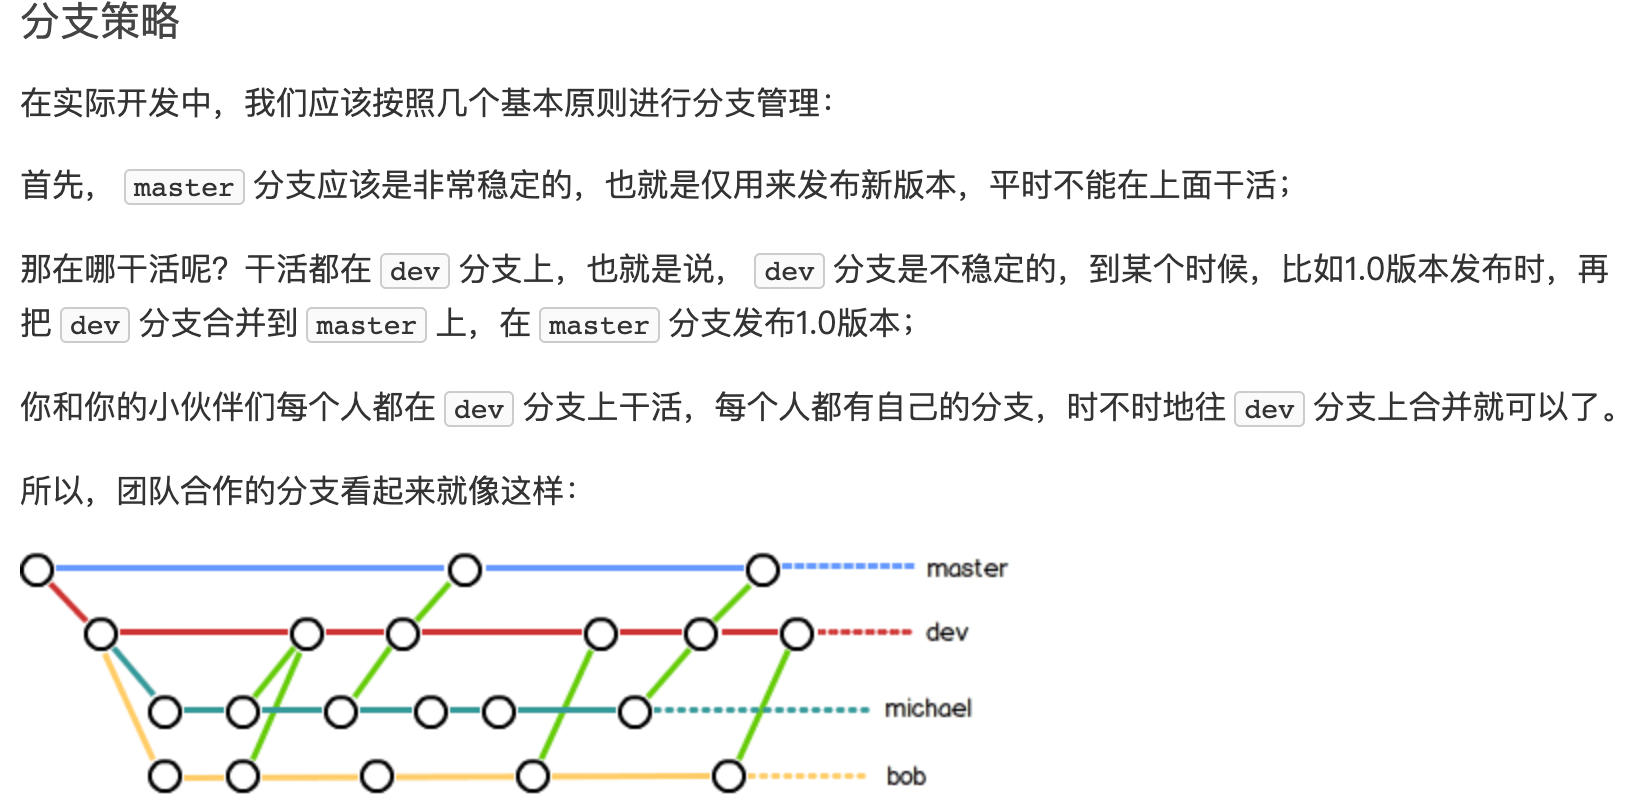 分支策略
在实际开发中，我们应该按照几个基本原则进行分支管理：
首先， master 分支应该是非常稳定的，也就是仅用来发布新版本，平时不能在上面干活；
那在哪干活呢？干活都在 dev 分支上，也就是说， dev 分支是不稳定的，到某个时候，比如1.0版本发布时，再
把 dev 分支合并到 master 上，在 master 分支发布1.0版本；
你和你的小伙伴们每个人都在 dev 分支上干活，每个人都有自己的分支，时不时地往 dev 分支上合并就可以了。
所以，团队合作的分支看起来就像这样：
master
dev
michael
bob